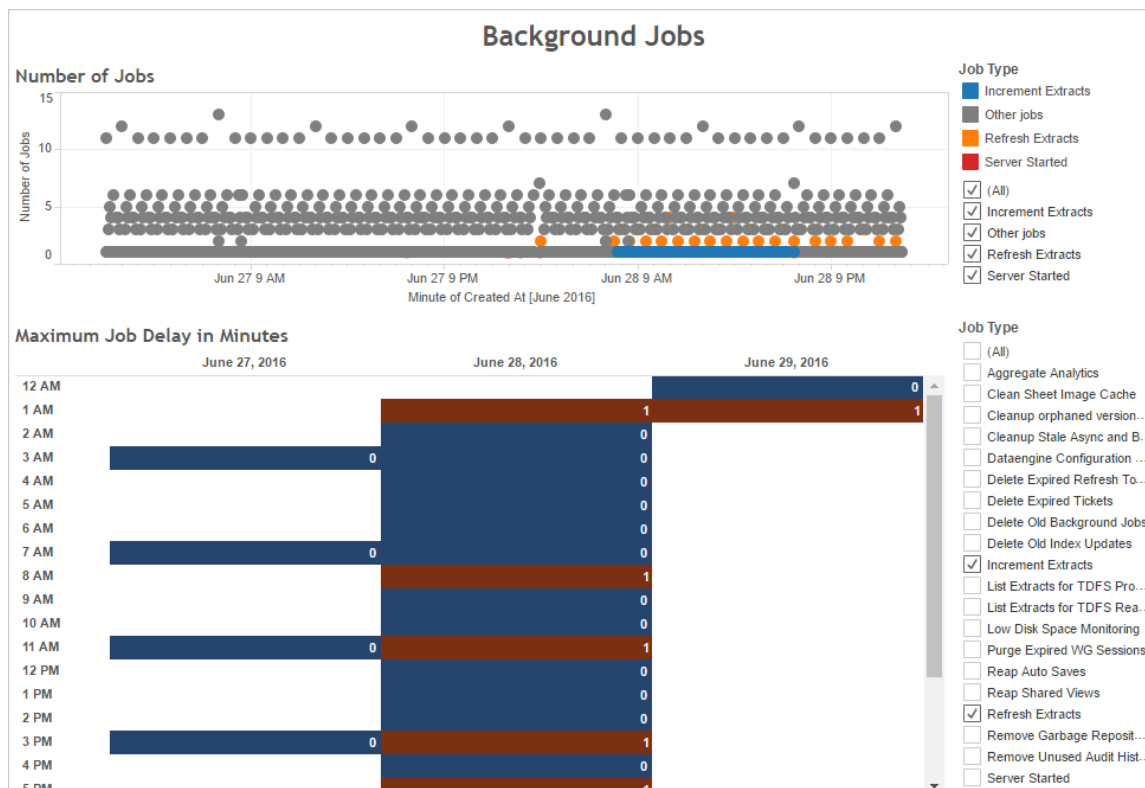 Background Jobs
Number of Jobs
15
10
5
0
Number of Jobs
Jun 27 9 AM
Jun 27 9 PM
Jun 28 9 AM
Jun 28 9 PM
Minute of Created At [June 2016]
Job Type
Increment Extracts
Other jobs
Refresh Extracts
Server Started
(All)
Increment Extracts
Other jobs
Refresh Extracts
Server Started
Maximum Job Delay in Minutes
June 27, 2016 June 28, 2016 June 29, 2016
12 AM 0
1 AM 1 1
2 AM 0
3 AM 0 0
4 AM 0
5 AM 0
6 AM 0
7 AM 0 0
8 AM 1
9 AM 0
10 AM 0
11 AM 0 1
12 PM 0
1 PM 0
2 PM 0
3 PM 0 1
4 PM 0
5 PM 1
Job Type
(All)
Aggregate Analytics
Clean Sheet Image Cache
Cleanup orphaned version...
Cleanup Stale Async and B...
Dataengine Configuration ...
Delete Expired Refresh To...
Delete Expired Tickets
Delete Old Background Jobs
Delete Old Index Updates
Increment Extracts
List Extracts for TDFS Pro...
List Extracts for TDFS Rea...
Low Disk Space Monitoring
Purge Expired WG Sessions
Reap Auto Saves
Reap Shared Views
Refresh Extracts
Remove Garbage Reposit...
Remove Unused Audit Hist...
Server Started